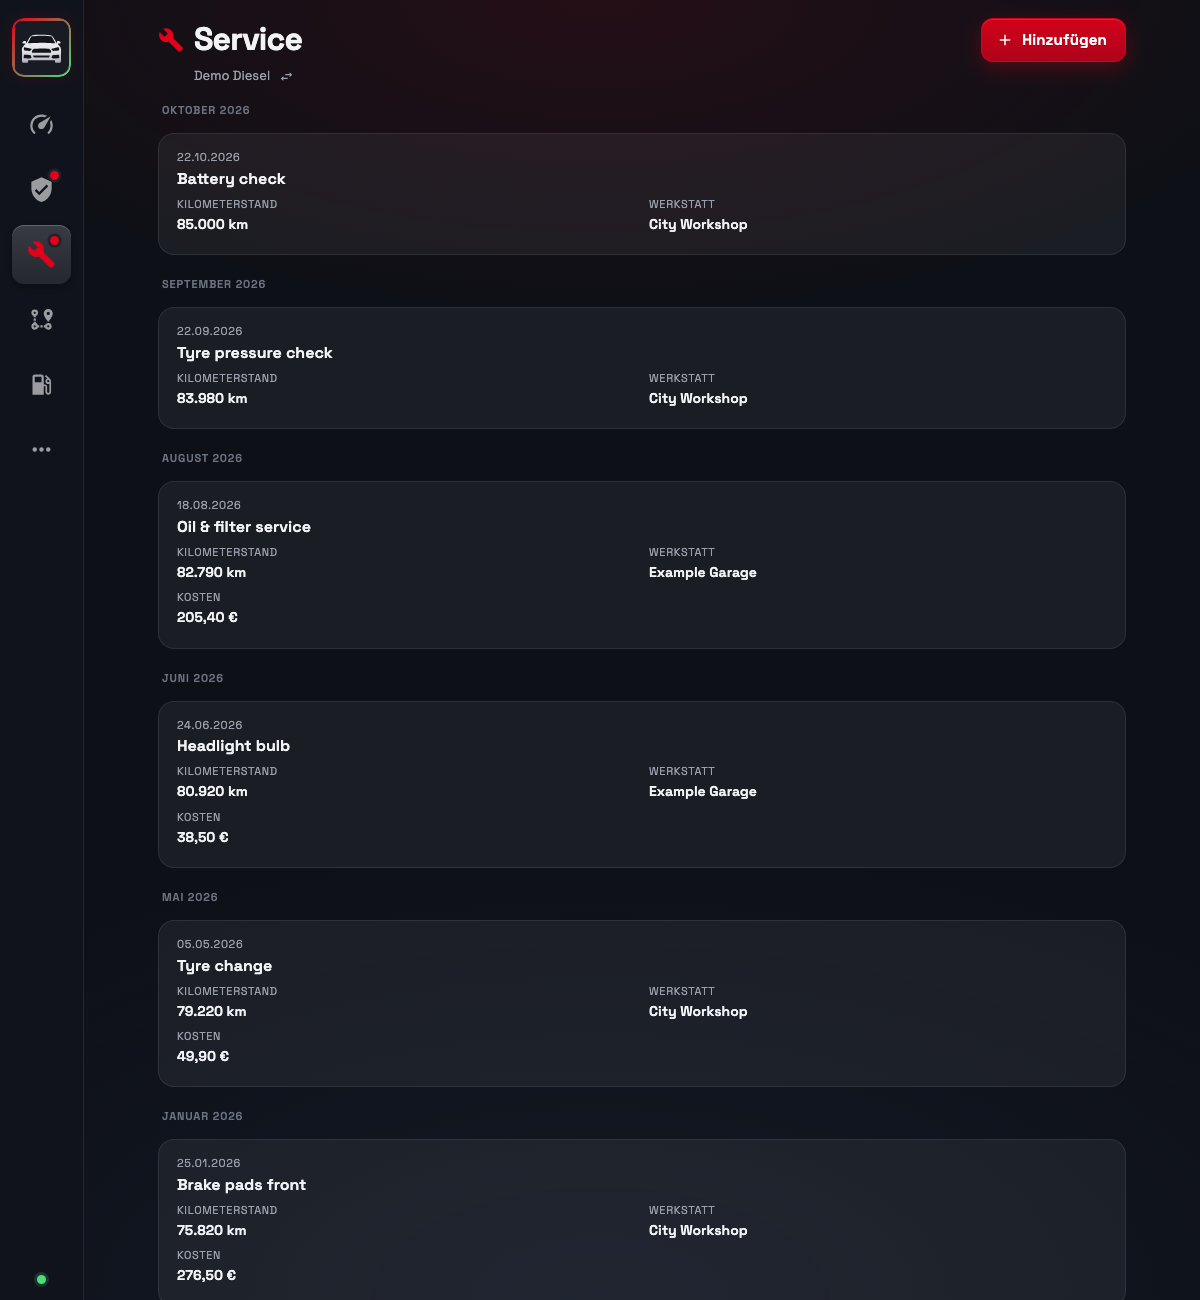 Service
Hinzufügen
Demo Diesel
OKTOBER 2026
22.10.2026
Battery check
KILOMETERSTAND WERKSTATT
85.000 km City Workshop
SEPTEMBER 2026
22.09.2026
Tyre pressure check
KILOMETERSTAND WERKSTATT
83.980 km City Workshop
AUGUST 2026
18.08.2026
Oil & filter service
KILOMETERSTAND WERKSTATT
82.790 km Example Garage
KOSTEN
205,40 €
JUNI 2026
24.06.2026
Headlight bulb
KILOMETERSTAND WERKSTATT
80.920 km Example Garage
KOSTEN
38,50 €
MAI 2026
05.05.2026
Tyre change
KILOMETERSTAND WERKSTATT
79.220 km City Workshop
KOSTEN
49,90 €
JANUAR 2026
25.01.2026
Brake pads front
KILOMETERSTAND WERKSTATT
75.820 km City Workshop
KOSTEN
276,50 €